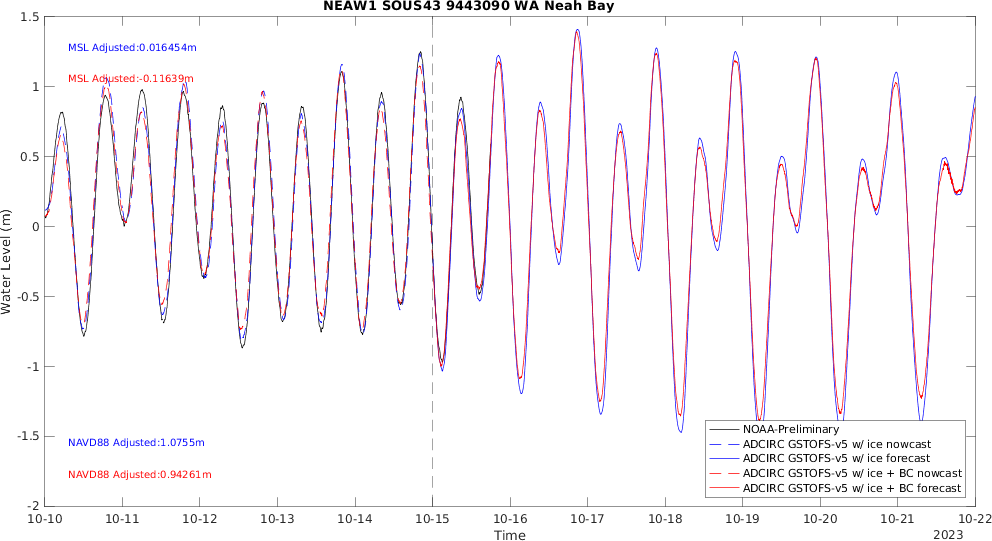 NEAW1 SOUS43 9443090 WA Neah Bay
1.5
1
0.5
0
-0.5
-1
-1.5
-2
Water Level (m)
MSL Adjusted:0.016454m
MSL Adjusted:-0.11639m
NAVD88 Adjusted:1.0755m
NAVD88 Adjusted:0.94261m
NOAA-Preliminary
ADCIRC GSTOFS-v5 w/ ice nowcast
ADCIRC GSTOFS-v5 w/ ice forecast
ADCIRC GSTOFS-v5 w/ ice + BC nowcast
ADCIRC GSTOFS-v5 w/ ice + BC forecast
10-10 10-11 10-12 10-13 10-14 10-15 10-16 10-17 10-18 10-19 10-20 10-21 10-22
Time
2023